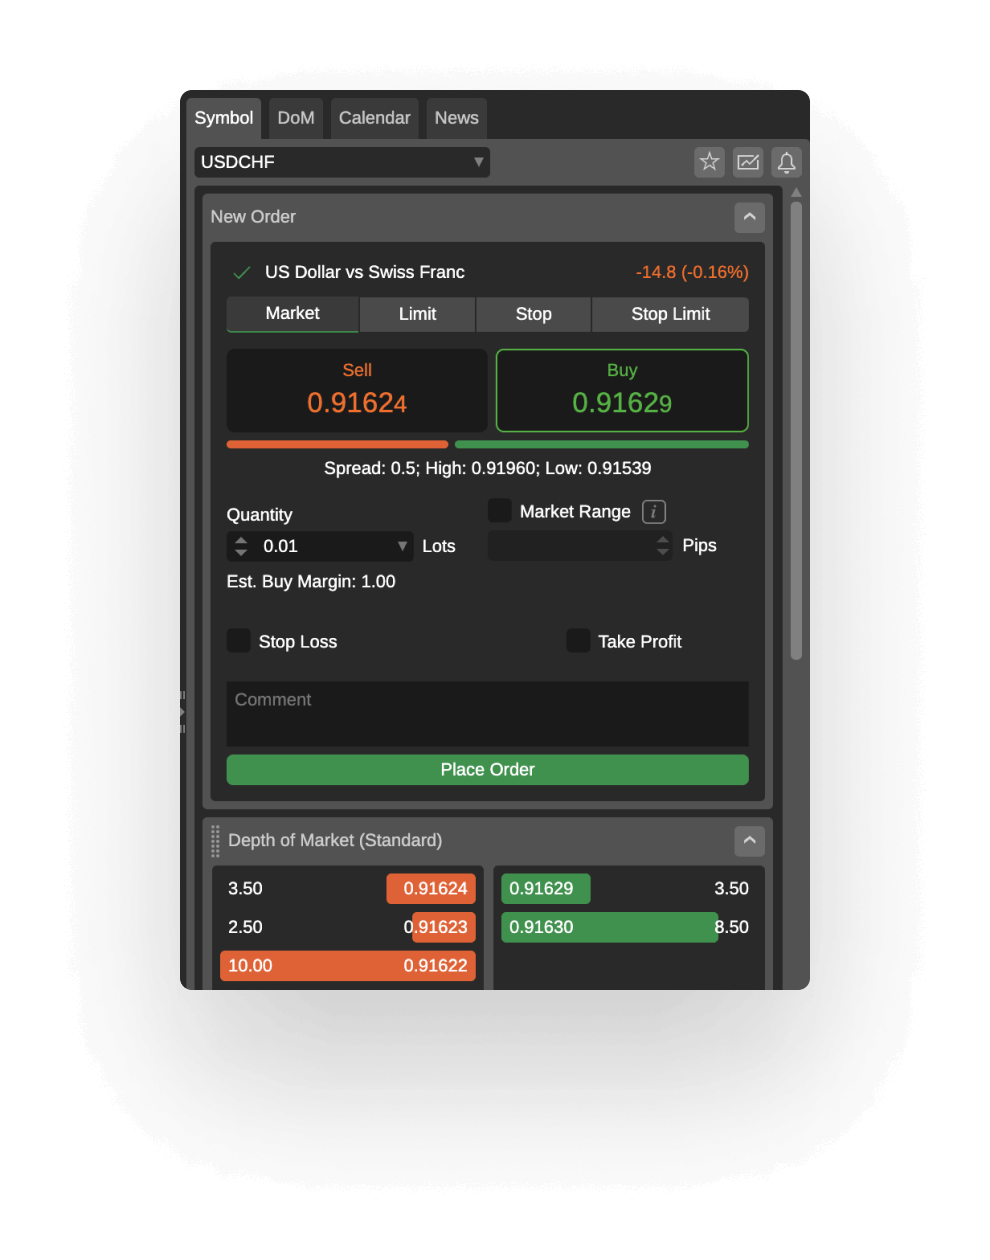 Symbol DoM Calendar News
USDCHF
New Order
US Dollar vs Swiss Franc -14.8 (-0.16%)
Market Limit Stop Stop Limit
Sell Buy
0.91624 0.91629
Spread: 0.5; High: 0.91960; Low: 0.91539
Quantity Market Range i
0.01 Lots Pips
Est. Buy Margin: 1.00
Stop Loss Take Profit
Comment
Place Order
Depth of Market (Standard)
3.50 0.91624 0.91629 3.50
2.50 0.91623 0.91630 8.50
10.00 0.91622